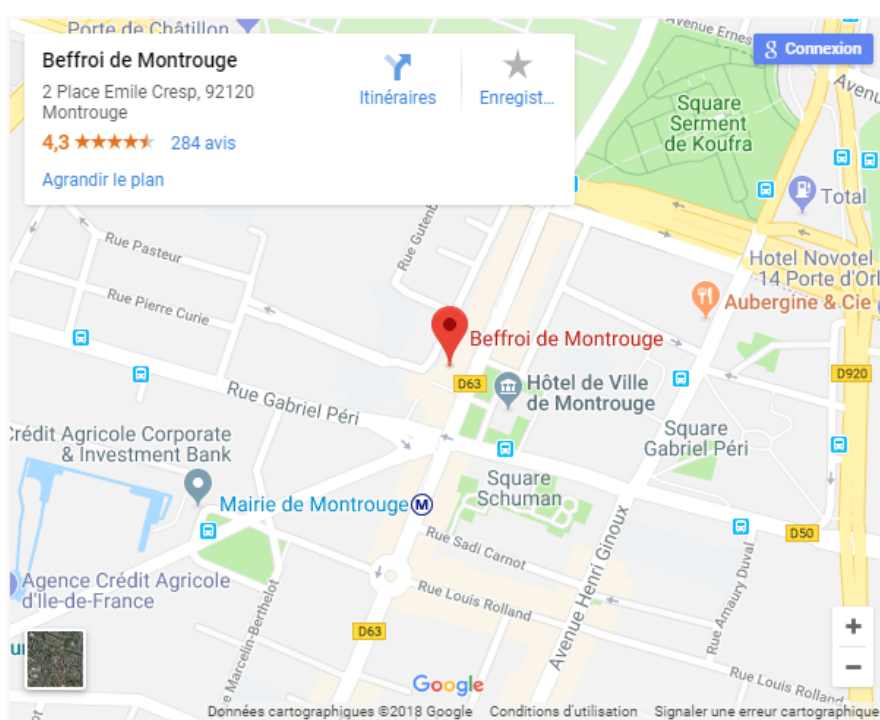 Porte de Châtillon
Avenue Ernes
Beffroi de Montrouge
2 Place Emile Cresp, 92120
Montrouge
4,3
284 avis
Agrandir le plan
Itinéraires
Enregist...
g Connexion
Avenu
Square
Serment
de Koufra
Total
Hotel Novotel
14 Porte d'Orl
Aubergine & Cie
Rue Gutenb
Rue Pasteur
Rue Pierre Curie
Beffroi de Montrouge
D63
Hôtel de Ville
de Montrouge
D920
Rue Gabriel Péri
Crédit Agricole Corporate
& Investment Bank
Square
Gabriel Péri
Mairie de Montrouge
M
Square
Schuman
D50
Rue Sadi Carnot
Agence Crédit Agricole
d'Ile-de-France
Rue Louis Rolland
Avenue Henri Ginoux
Rue Amaury Duval
D63
e Marcelin-Berthelot
ur
+
−
Rue Louis Rolland
Google
Données cartographiques ©2018 Google
Conditions d'utilisation
Signaler une erreur cartographique